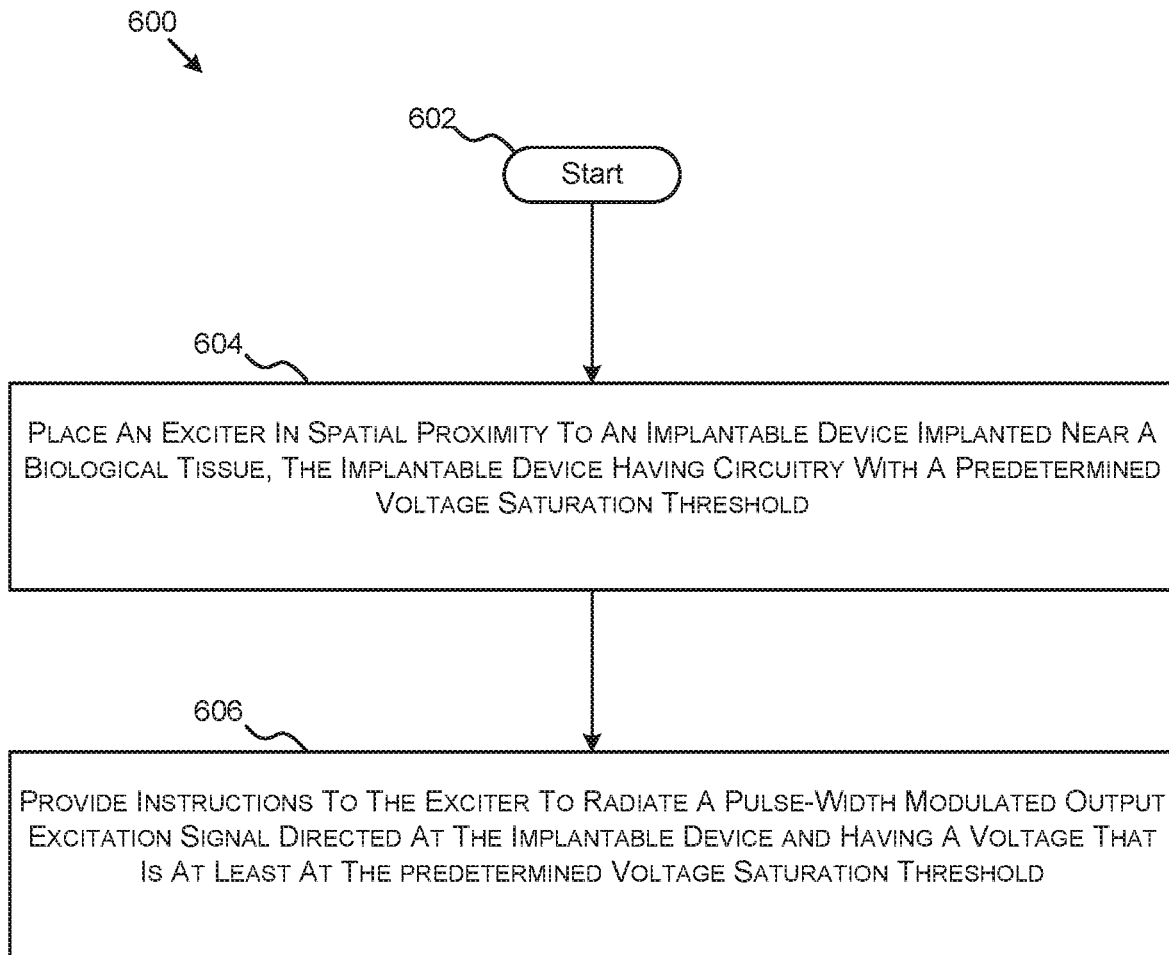 600
602
Start
604
PLACE AN EXCITER IN SPATIAL PROXIMITY TO AN IMPLANTABLE DEVICE IMPLANTED NEAR A
BIOLOGICAL TISSUE, THE IMPLANTABLE DEVICE HAVING CIRCUITRY WITH A PREDETERMINED
VOLTAGE SATURATION THRESHOLD
606
PROVIDE INSTRUCTIONS TO THE EXCITER TO RADIATE A PULSE-WIDTH MODULATED OUTPUT
EXCITATION SIGNAL DIRECTED AT THE IMPLANTABLE DEVICE AND HAVING A VOLTAGE THAT
IS AT LEAST AT THE PREDETERMINED VOLTAGE SATURATION THRESHOLD